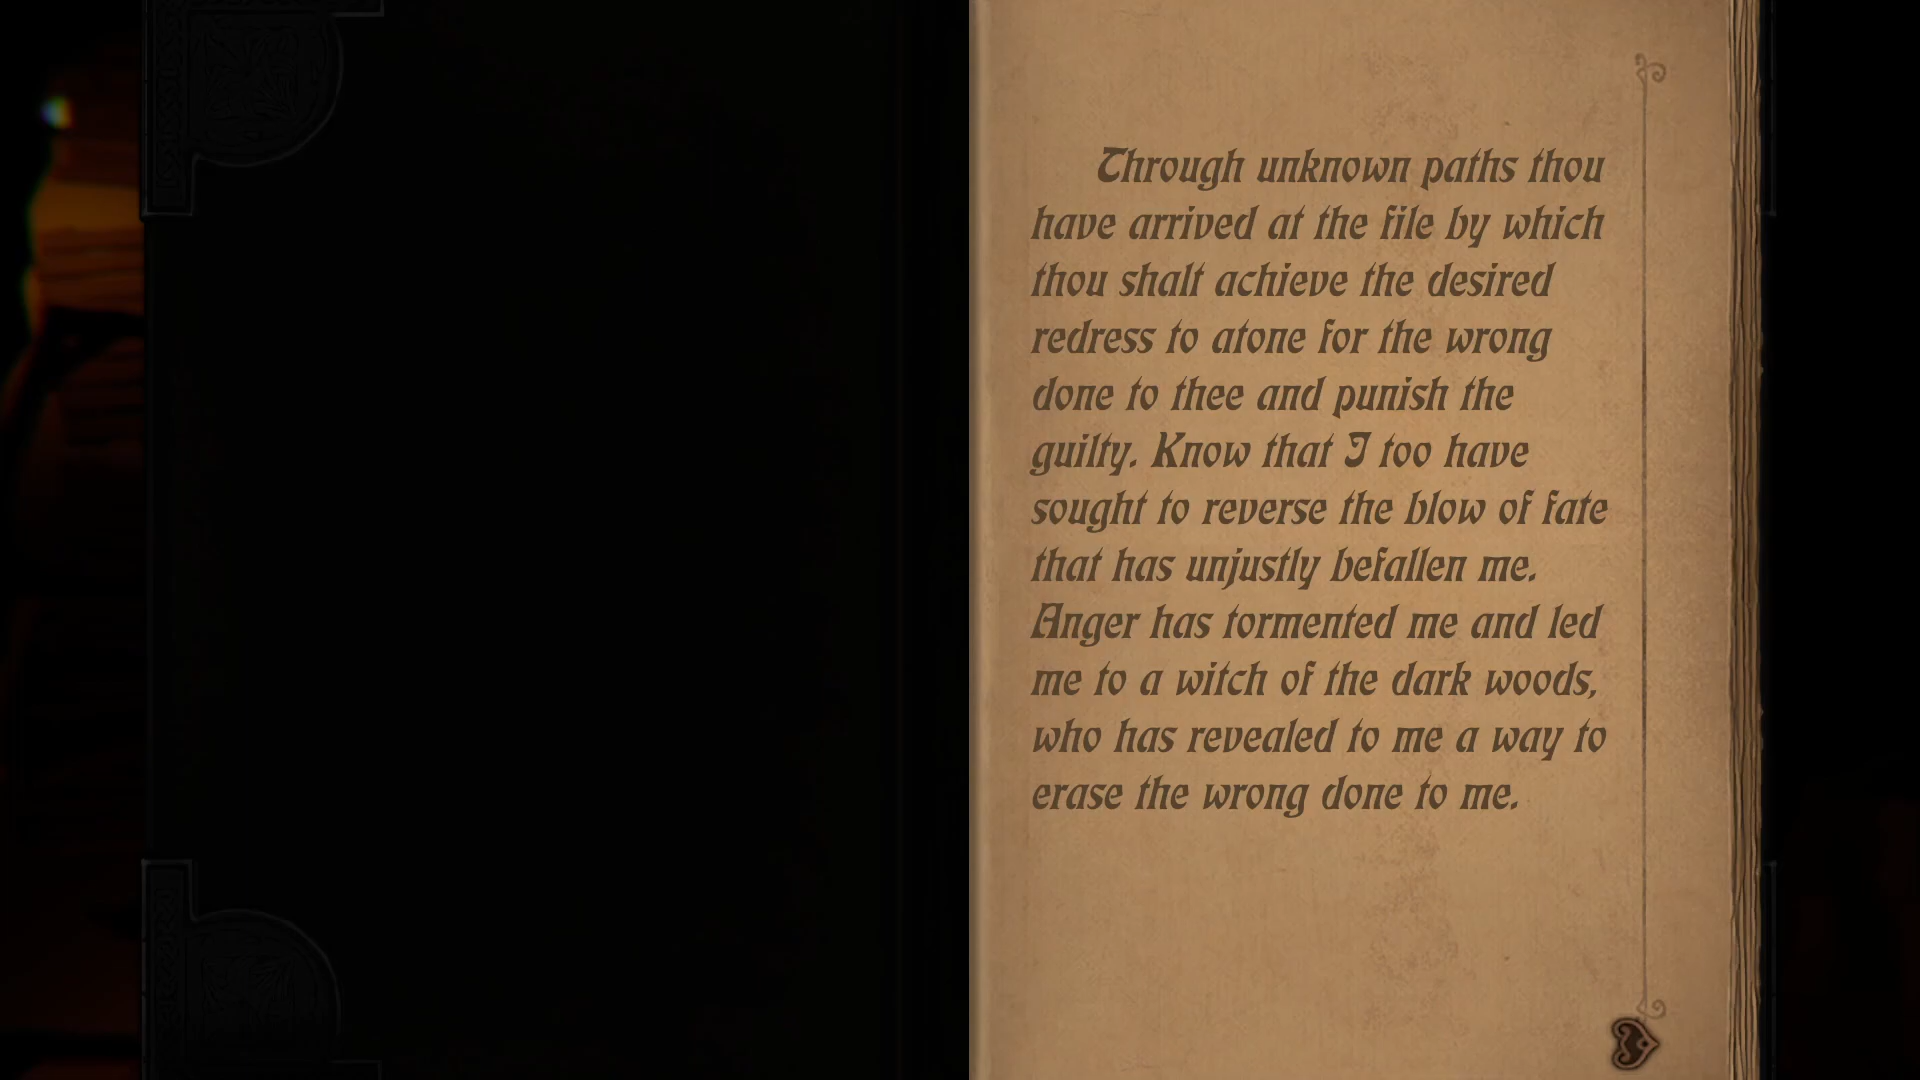 Through unknown paths thou
have arrived at the file by which
thou shalt achieve the desired
redress to atone for the wrong
done to thee and punish the
guilty. Know that I too have
sought to reverse the blow of fate
that has unjustly befallen me.
Anger has tormented me and led
me to a witch of the dark woods,
who has revealed to me a way to
erase the wrong done to me.